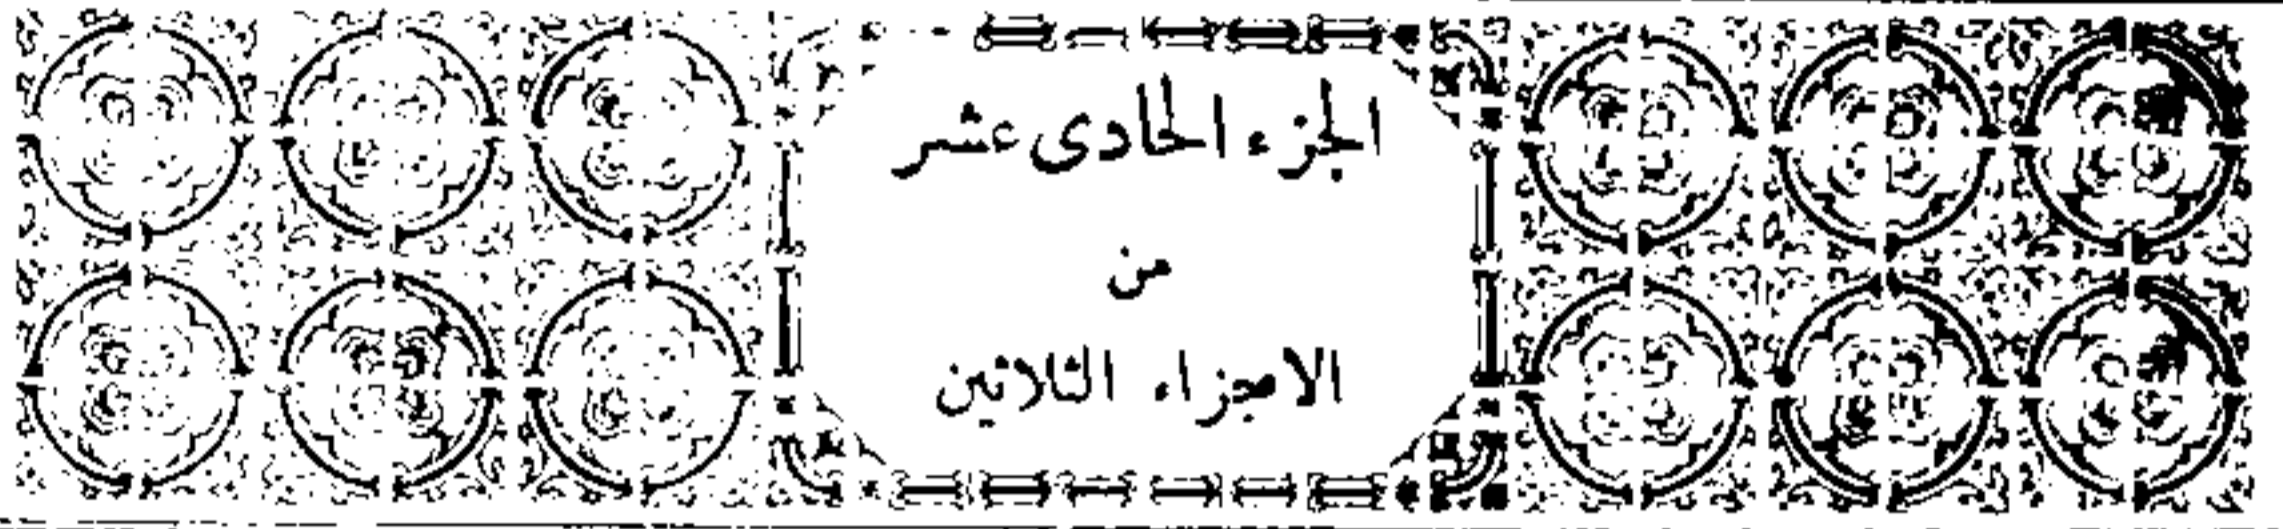 الجزء الحادى عشر
من
الاجزاء الثلاثين